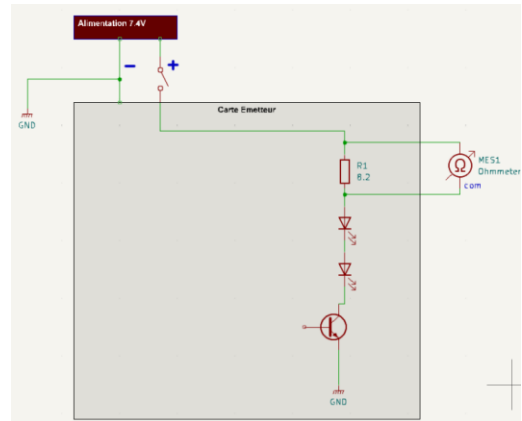 Alimentation 7.4V
−
+
GND
Carte Emetteur
R1
8.2
Ω
MES1
Ohmmeter
com
GND